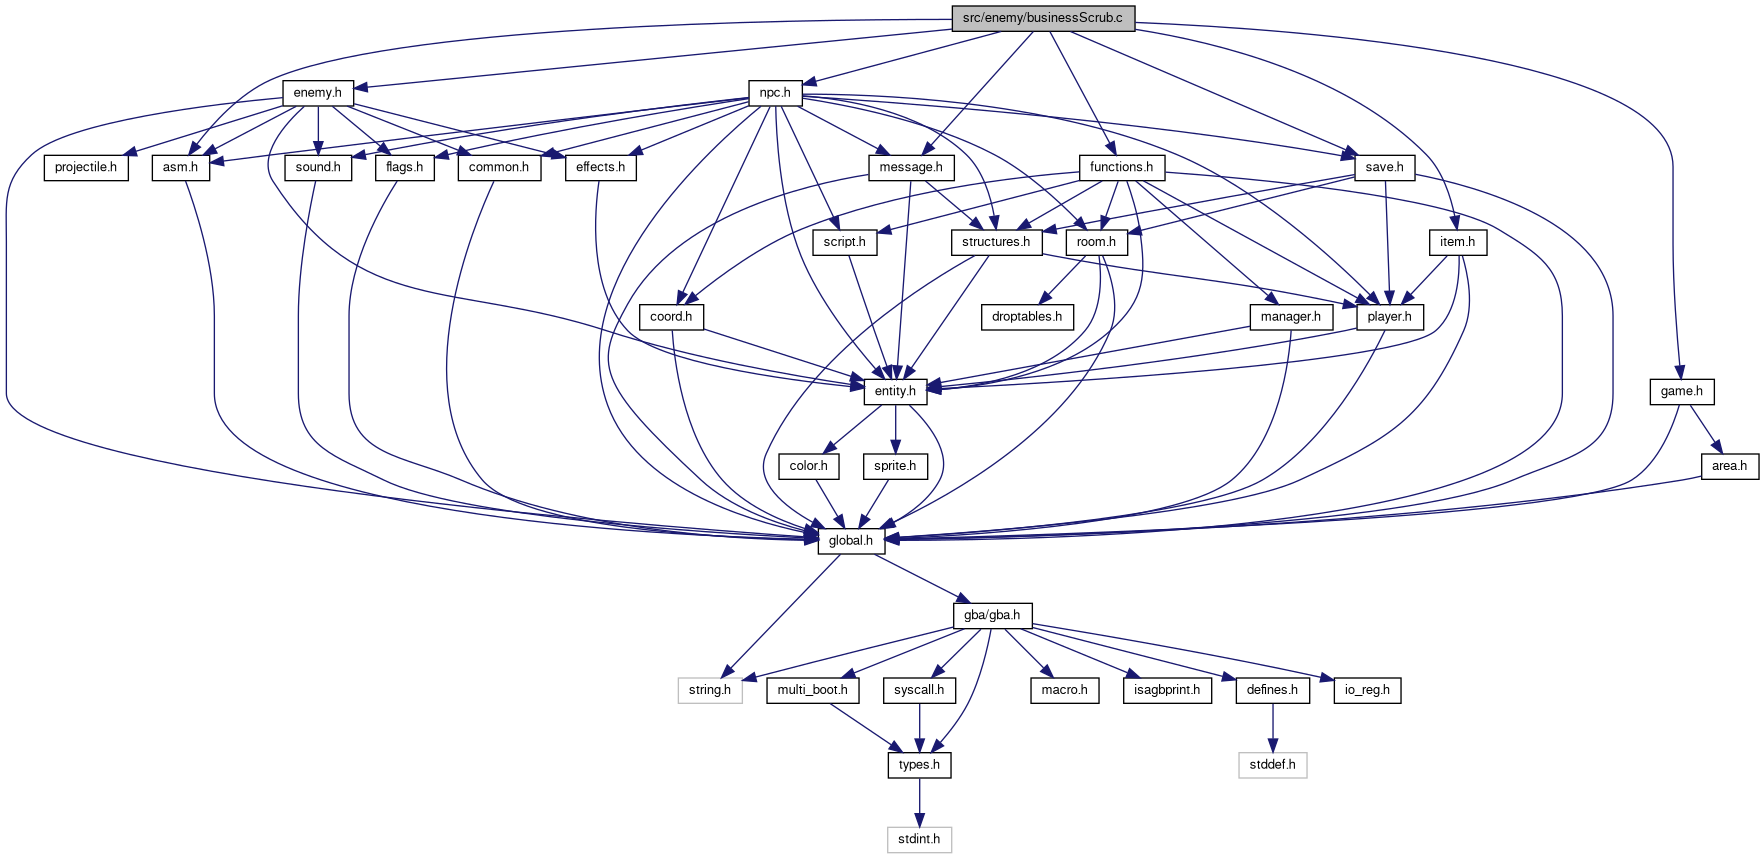 src/enemy/businessScrub.c
enemy.h
npc.h
projectile.h
asm.h
sound.h
flags.h
common.h
effects.h
message.h
functions.h
save.h
script.h
structures.h
room.h
item.h
coord.h
droptables.h
manager.h
player.h
entity.h
game.h
color.h
sprite.h
area.h
global.h
gba/gba.h
string.h
multi_boot.h
syscall.h
macro.h
isagbprint.h
defines.h
io_reg.h
types.h
stddef.h
stdint.h